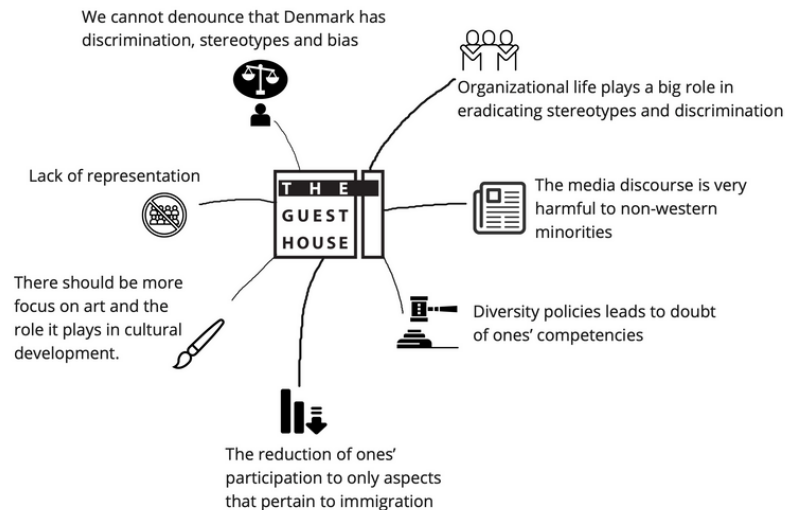 We cannot denounce that Denmark has
discrimination, stereotypes and bias
Organizational life plays a big role in
eradicating stereotypes and discrimination
Lack of representation
THE
GUEST
HOUSE
The media discourse is very
harmful to non-western
minorities
There should be more
focus on art and the
role it plays in cultural
development.
Diversity policies leads to doubt
of ones’ competencies
The reduction of ones’
participation to only aspects
that pertain to immigration